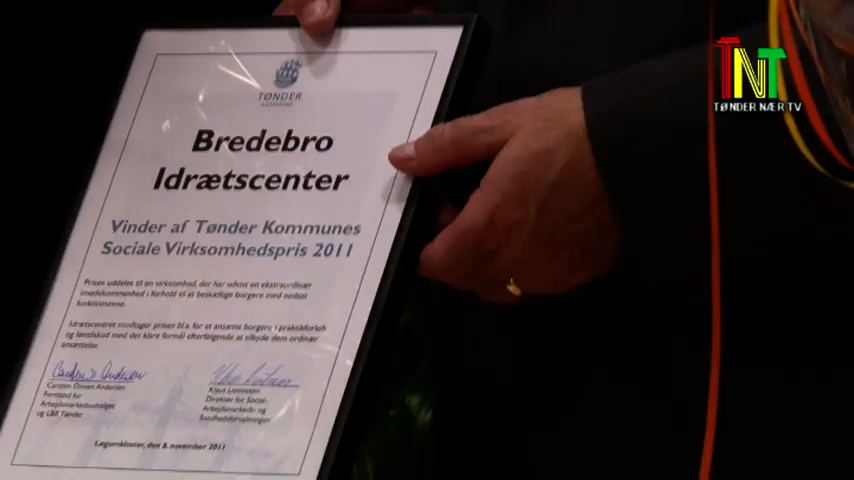 TNT
TØNDER NÆR TV
TØNDER
KOMMUNE
Bredebro
Idrætscenter
Vinder af Tønder Kommunes
Sociale Virksomhedspris 2011
Prisen uddeles til en virksomhed, der har udvist en ekstraordinær
imødekommenhed i forhold til at beskæftige borgere med nedsat
funktionsevne.
Idrætscentret modtager prisen bl.a. for at ansætte borgere i praktikforløb
og løntilskud med det klare formål efterfølgende at tilbyde dem ordinær
ansættelse.
Carsten Dinsen Andersen
Formand for
Arbejdsmarkedsudvalget
og LBR Tønder
Klaus
Direktør for Social-
Arbejdsmarkeds- og
Sundhedsforvaltningen
Løgumkloster, den 8. november 2011